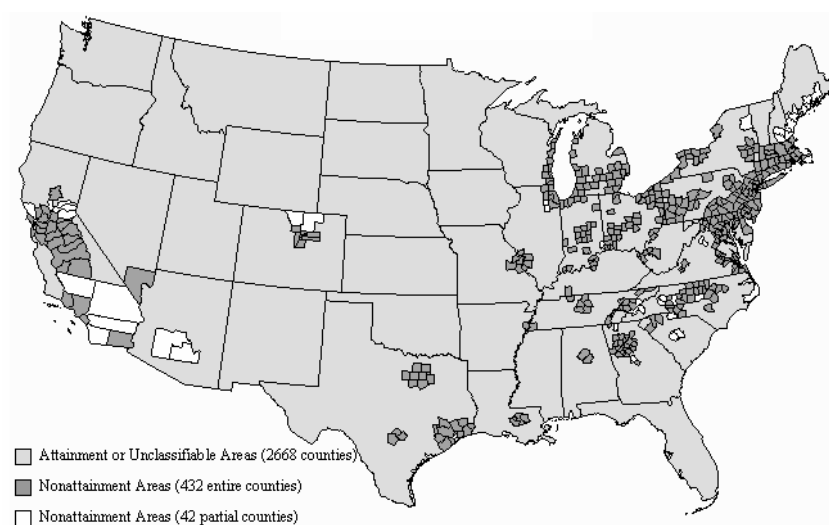 Attainment or Unclassifiable Areas (2668 counties)
Nonattainment Areas (432 entire counties)
Nonattainment Areas (42 partial counties)